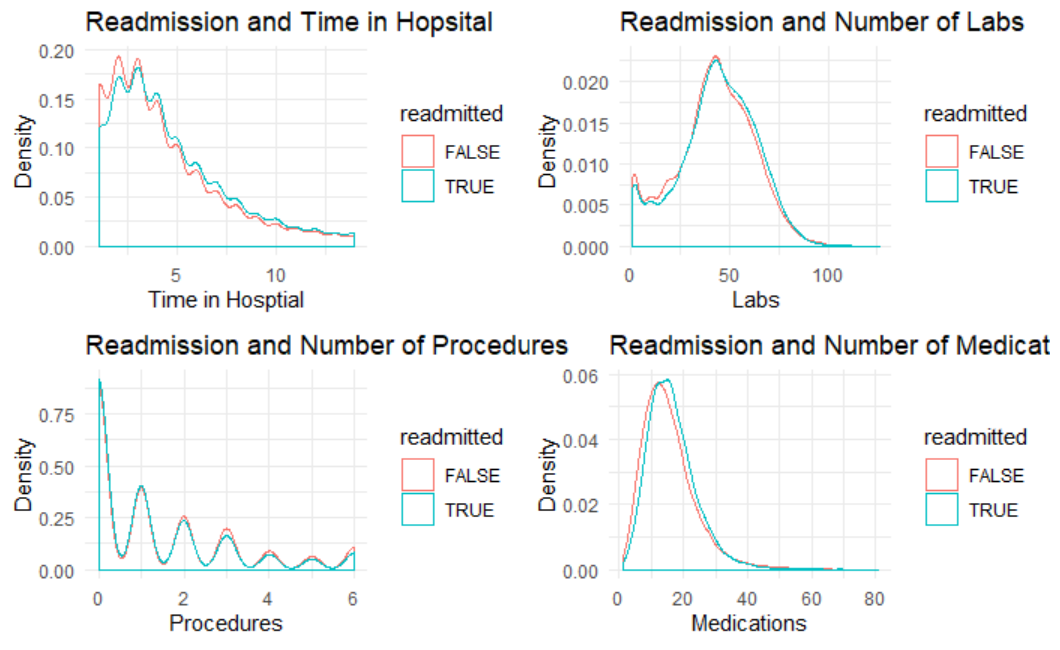 Readmission and Time in Hopsital
0.20
0.15
0.10
0.05
0.00
Density
5 10
Time in Hosptial
readmitted
FALSE
TRUE
Readmission and Number of Labs
0.020
0.015
0.010
0.005
0.000
Density
0 50 100
Labs
readmitted
FALSE
TRUE
Readmission and Number of Procedures
0.75
0.50
0.25
0.00
Density
0 2 4 6
Procedures
readmitted
FALSE
TRUE
Readmission and Number of Medicat
0.06
0.04
0.02
0.00
Density
0 20 40 60 80
Medications
readmitted
FALSE
TRUE